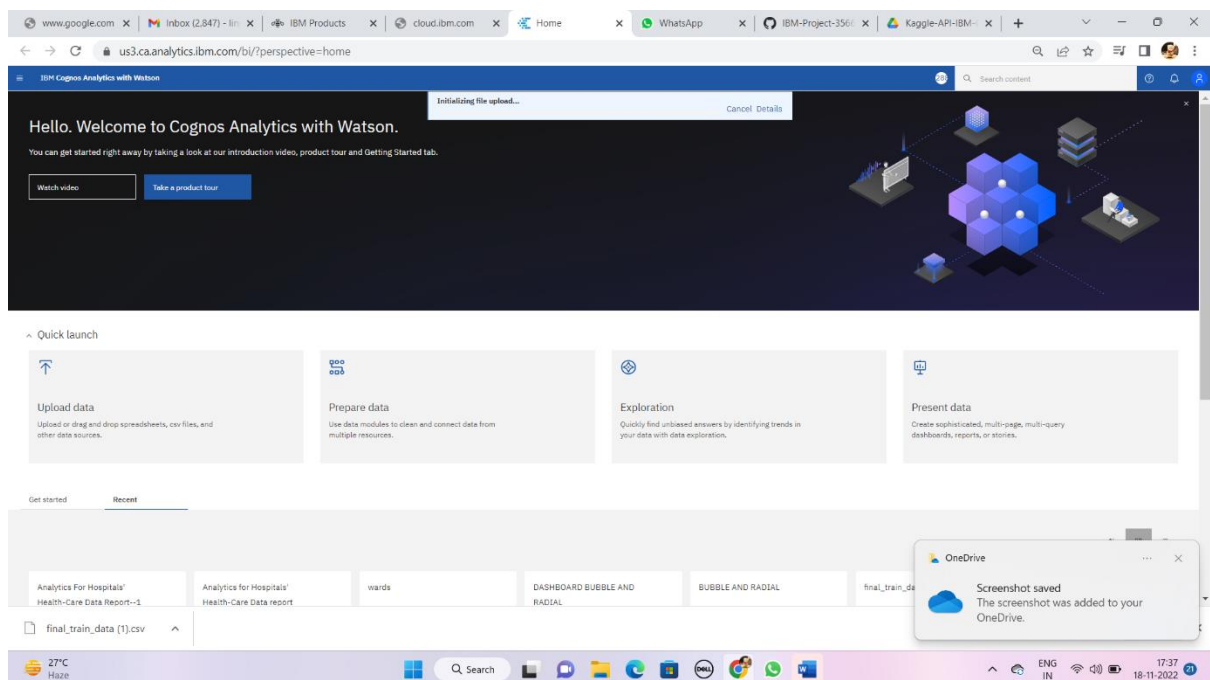 www.google.com
Inbox (2,847) - lin
IBM Products
cloud.ibm.com
Home
WhatsApp
IBM-Project-356
Kaggle-API-IBM-
us3.ca.analytics.ibm.com/bi/?perspective=home
IBM Cognos Analytics with Watson
Search content
Initializing file upload...
Cancel Details
Hello. Welcome to Cognos Analytics with Watson.
You can get started right away by taking a look at our introduction video, product tour and Getting Started tab.
Watch video
Take a product tour
Quick launch
Upload data
Upload or drag and drop spreadsheets, csv files, and
other data sources.
Prepare data
Use data modules to clean and connect data from
multiple resources.
Exploration
Quickly find unbiased answers by identifying trends in
your data with data exploration.
Present data
Create sophisticated, multi-page, multi-query
dashboards, reports, or stories.
Get started
Recent
Analytics For Hospitals'
Health-Care Data Report--1
Analytics for Hospitals'
Health-Care Data report
wards
DASHBOARD BUBBLE AND
RADIAL
BUBBLE AND RADIAL
final_train_da
OneDrive
Screenshot saved
The screenshot was added to your
OneDrive.
final_train_data (1).csv
27°C
Haze
Search
DELL
ENG
IN
17:37
18-11-2022
21